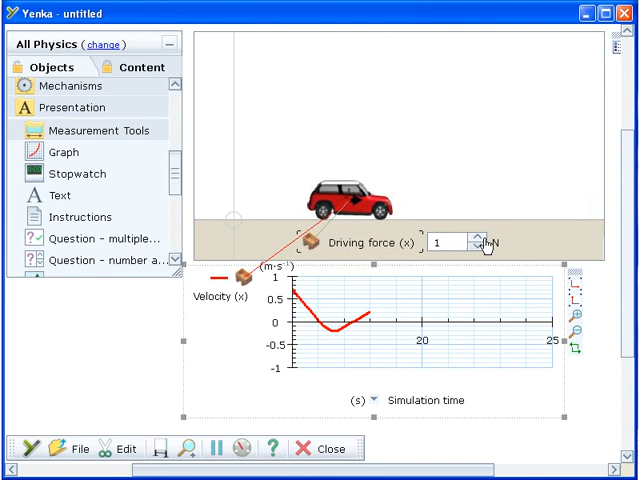 Yenka - untitled
All Physics ( change )
Objects
Content
Mechanisms
Presentation
Measurement Tools
Graph
Stopwatch
Text
Instructions
Question - multiple...
Question - number a...
Driving force (x)
1
N
(m·s⁻¹)
Velocity (x)
1
0.5
0
-0.5
-1
20
25
(s)
Simulation time
File
Edit
?
Close